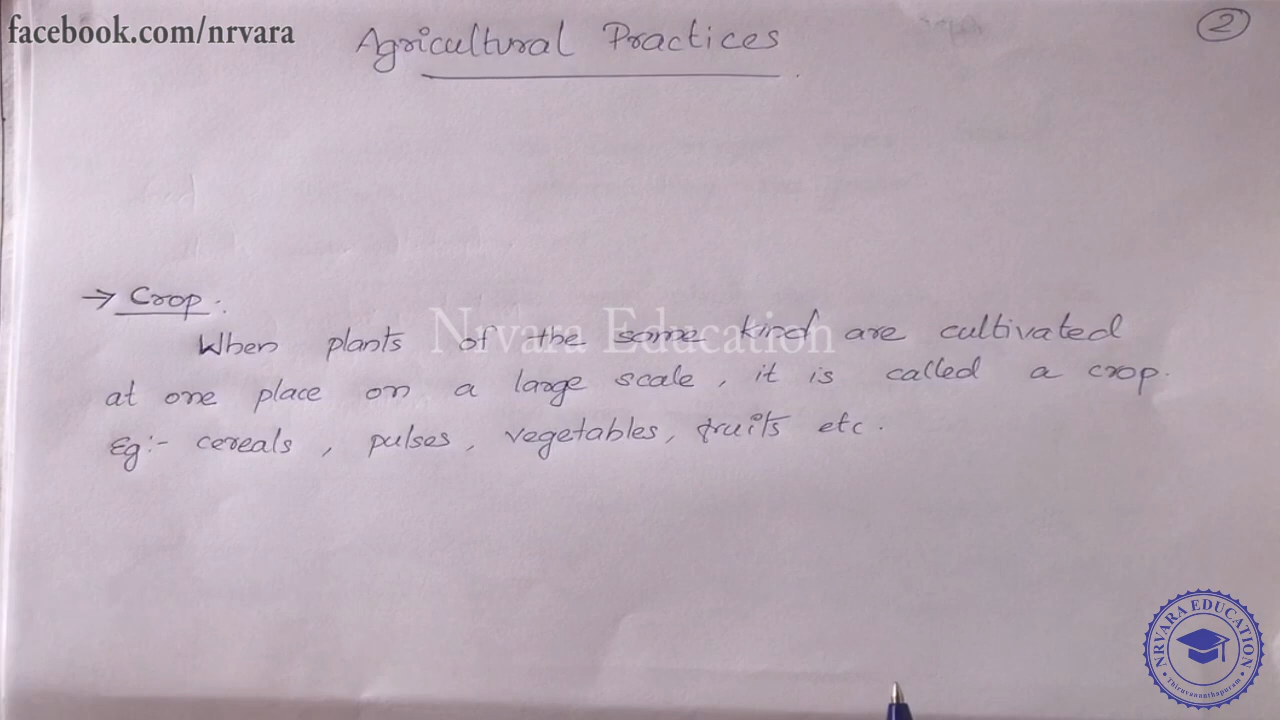 facebook.com/nrvara
Agricultural Practices
2
→ Crop.
Nrvara Education
When plants of the same kind are cultivated
at one place on a large scale, it is called a crop.
Eg:- cereals, pulses, vegetables, fruits etc.
NRVARA EDUCATION
Thiruvananthapuram